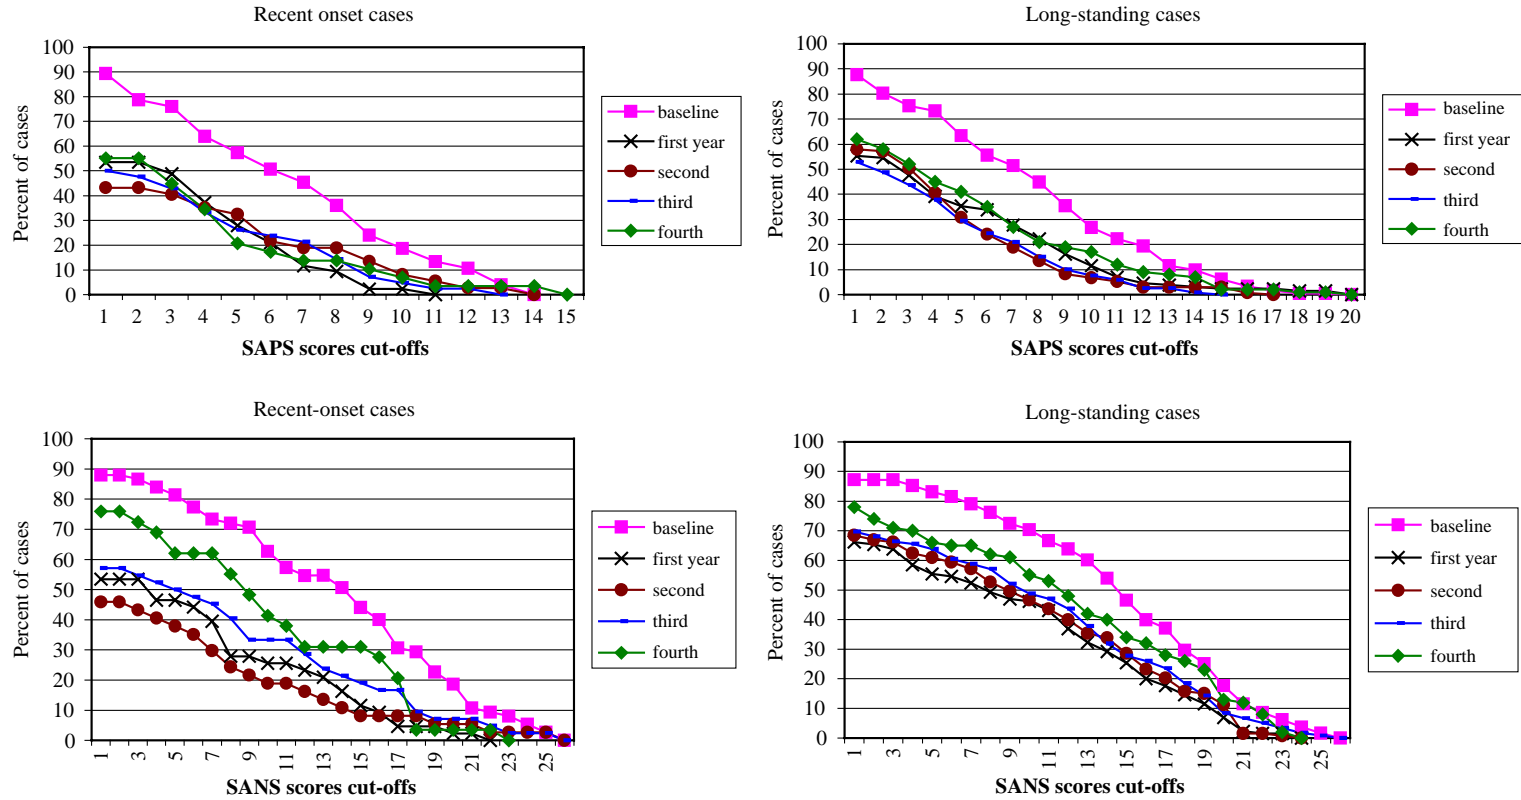 Recent onset cases
Percent of cases
100
90
80
70
60
50
40
30
20
10
0
1 2 3 4 5 6 7 8 9 10 11 12 13 14 15
SAPS scores cut-offs
baseline
first year
second
third
fourth
Long-standing cases
Percent of cases
100
90
80
70
60
50
40
30
20
10
0
1 2 3 4 5 6 7 8 9 10 11 12 13 14 15 16 17 18 19 20
SAPS scores cut-offs
baseline
first year
second
third
fourth
Recent-onset cases
Percent of cases
100
90
80
70
60
50
40
30
20
10
0
1 3 5 7 9 11 13 15 17 19 21 23 25
SANS scores cut-offs
baseline
first year
second
third
fourth
Long-standing cases
Percent of cases
100
90
80
70
60
50
40
30
20
10
0
1 3 5 7 9 11 13 15 17 19 21 23 25
SANS scores cut-offs
baseline
first year
second
third
fourth